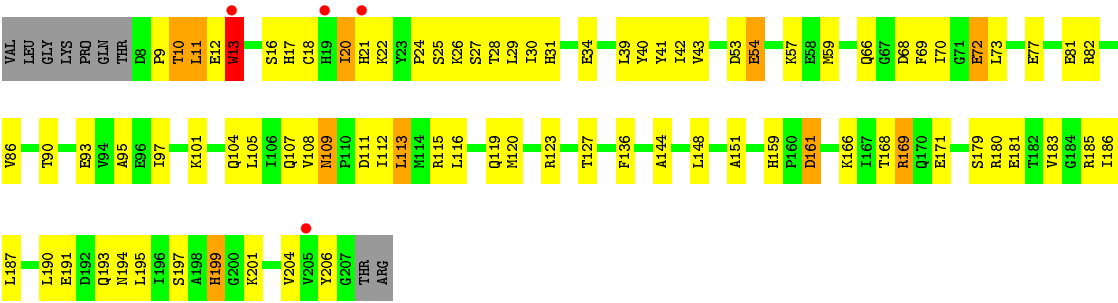 VAL LEU GLY LYS PRO GLN THR D8 P9 T10 L11 E12 W13 S16 H17 C18 H19 I20 H21 K22 Y23 P24 S25 K26 S27 T28 L29 I30 H31 E34 L39 Y40 Y41 I42 V43 D53 E54 K57 E58 M59 Q66 G67 D68 F69 I70 G71 E72 L73 E77 E81 R82
V86 T90 E93 V94 A95 E96 I97 K101 Q104 L105 I106 Q107 V108 N109 P110 D111 I112 L113 M114 R115 L116 Q119 M120 R123 T127 F136 A144 L148 A151 H159 P160 D161 K166 I167 T168 R169 Q170 E171 S179 R180 E181 T182 V183 G184 R185 I186
L187 L190 E191 D192 Q193 N194 L195 I196 S197 A198 H199 G200 K201 V204 V205 Y206 G207 THR ARG